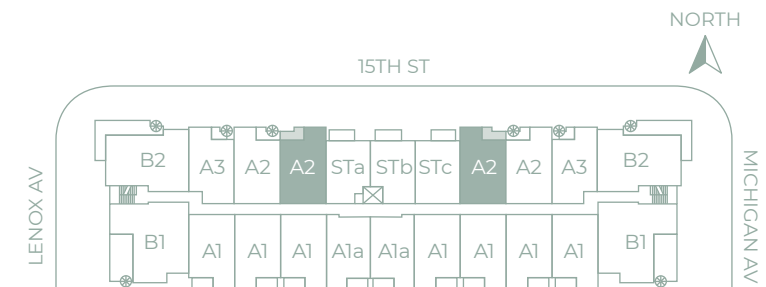 NORTH
15TH ST
B2 A3 A2 A2 STa STb STc A2 A2 A3 B2
LENOX AV
MICHIGAN AV
B1 A1 A1 A1 A1a A1a A1 A1 A1 A1 B1